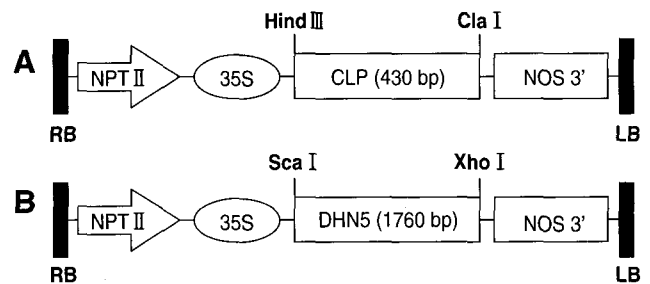 Hind Ⅲ Cla Ⅰ
A NPT Ⅱ 35S CLP (430 bp) NOS 3'
RB LB
Sca Ⅰ Xho Ⅰ
B NPT Ⅱ 35S DHN5 (1760 bp) NOS 3'
RB LB